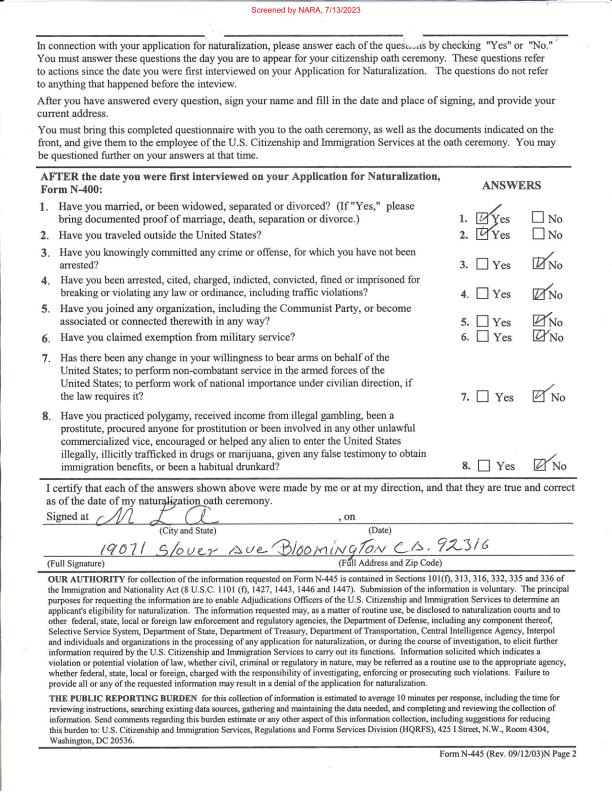 Screened by NARA, 7/13/2023
In connection with your application for naturalization, please answer each of the questions by checking "Yes" or "No."
You must answer these questions the day you are to appear for your citizenship oath ceremony. These questions refer
to actions since the date you were first interviewed on your Application for Naturalization. The questions do not refer
to anything that happened before the inteview.
After you have answered every question, sign your name and fill in the date and place of signing, and provide your
current address.
You must bring this completed questionnaire with you to the oath ceremony, as well as the documents indicated on the
front, and give them to the employee of the U.S. Citizenship and Immigration Services at the oath ceremony. You may
be questioned further on your answers at that time.
AFTER the date you were first interviewed on your Application for Naturalization,
Form N-400:
ANSWERS
1. Have you married, or been widowed, separated or divorced? (If "Yes," please
bring documented proof of marriage, death, separation or divorce.) 1. Yes No
2. Have you traveled outside the United States? 2. Yes No
3. Have you knowingly committed any crime or offense, for which you have not been
arrested? 3. Yes No
4. Have you been arrested, cited, charged, indicted, convicted, fined or imprisoned for
breaking or violating any law or ordinance, including traffic violations? 4. Yes No
5. Have you joined any organization, including the Communist Party, or become
associated or connected therewith in any way? 5. Yes No
6. Have you claimed exemption from military service? 6. Yes No
7. Has there been any change in your willingness to bear arms on behalf of the
United States; to perform non-combatant service in the armed forces of the
United States; to perform work of national importance under civilian direction, if
the law requires it? 7. Yes No
8. Have you practiced polygamy, received income from illegal gambling, been a
prostitute, procured anyone for prostitution or been involved in any other unlawful
commercialized vice, encouraged or helped any alien to enter the United States
illegally, illicitly trafficked in drugs or marijuana, given any false testimony to obtain
immigration benefits, or been a habitual drunkard? 8. Yes No
I certify that each of the answers shown above were made by me or at my direction, and that they are true and correct
as of the date of my naturalization oath ceremony.
Signed at M L A , on
(City and State) (Date)
19071 Slover Ave Bloomington CA. 92316
(Full Signature) (Full Address and Zip Code)
OUR AUTHORITY for collection of the information requested on Form N-445 is contained in Sections 101(f), 313, 316, 332, 335 and 336 of
the Immigration and Nationality Act (8 U.S.C. 1101 (f), 1427, 1443, 1446 and 1447). Submission of the information is voluntary. The principal
purposes for requesting the information are to enable Adjudications Officers of the U.S. Citizenship and Immigration Services to determine an
applicant's eligibility for naturalization. The information requested may, as a matter of routine use, be disclosed to naturalization courts and to
other federal, state, local or foreign law enforcement and regulatory agencies, the Department of Defense, including any component thereof,
Selective Service System, Department of State, Department of Treasury, Department of Transportation, Central Intelligence Agency, Interpol
and individuals and organizations in the processing of any application for naturalization, or during the course of investigation, to elicit further
information required by the U.S. Citizenship and Immigration Services to carry out its functions. Information solicited which indicates a
violation or potential violation of law, whether civil, criminal or regulatory in nature, may be referred as a routine use to the appropriate agency,
whether federal, state, local or foreign, charged with the responsibility of investigating, enforcing or prosecuting such violations. Failure to
provide all or any of the requested information may result in a denial of the application for naturalization.
THE PUBLIC REPORTING BURDEN for this collection of information is estimated to average 10 minutes per response, including the time for
reviewing instructions, searching existing data sources, gathering and maintaining the data needed, and completing and reviewing the collection of
information. Send comments regarding this burden estimate or any other aspect of this information collection, including suggestions for reducing
this burden to: U.S. Citizenship and Immigration Services, Regulations and Forms Services Division (HQRFS), 425 I Street, N.W., Room 4304,
Washington, DC 20536.
Form N-445 (Rev. 09/12/03)N Page 2